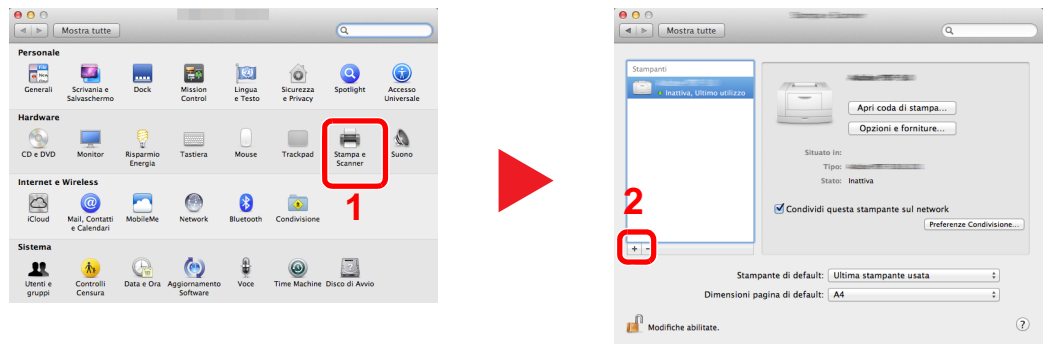 Mostra tutte
Personale
Generali
Scrivania e Salvaschermo
Dock
Mission Control
Lingua e Testo
Sicurezza e Privacy
Spotlight
Accesso Universale
Hardware
CD e DVD
Monitor
Risparmio Energia
Tastiera
Mouse
Trackpad
Stampa e Scanner
Suono
1
Internet e Wireless
iCloud
Mail, Contatti e Calendari
MobileMe
Network
Bluetooth
Condivisione
Sistema
Utenti e gruppi
Controlli Censura
Data e Ora
Aggiornamento Software
Voce
Time Machine
Disco di Avvio
Mostra tutte
Stampanti
Inattiva, Ultimo utilizzo
2
+ -
Apri coda di stampa...
Opzioni e forniture...
Situato in:
Tipo:
Stato: Inattiva
Condividi questa stampante sul network
Preferenze Condivisione...
Stampante di default: Ultima stampante usata
Dimensioni pagina di default: A4
Modifiche abilitate.
?